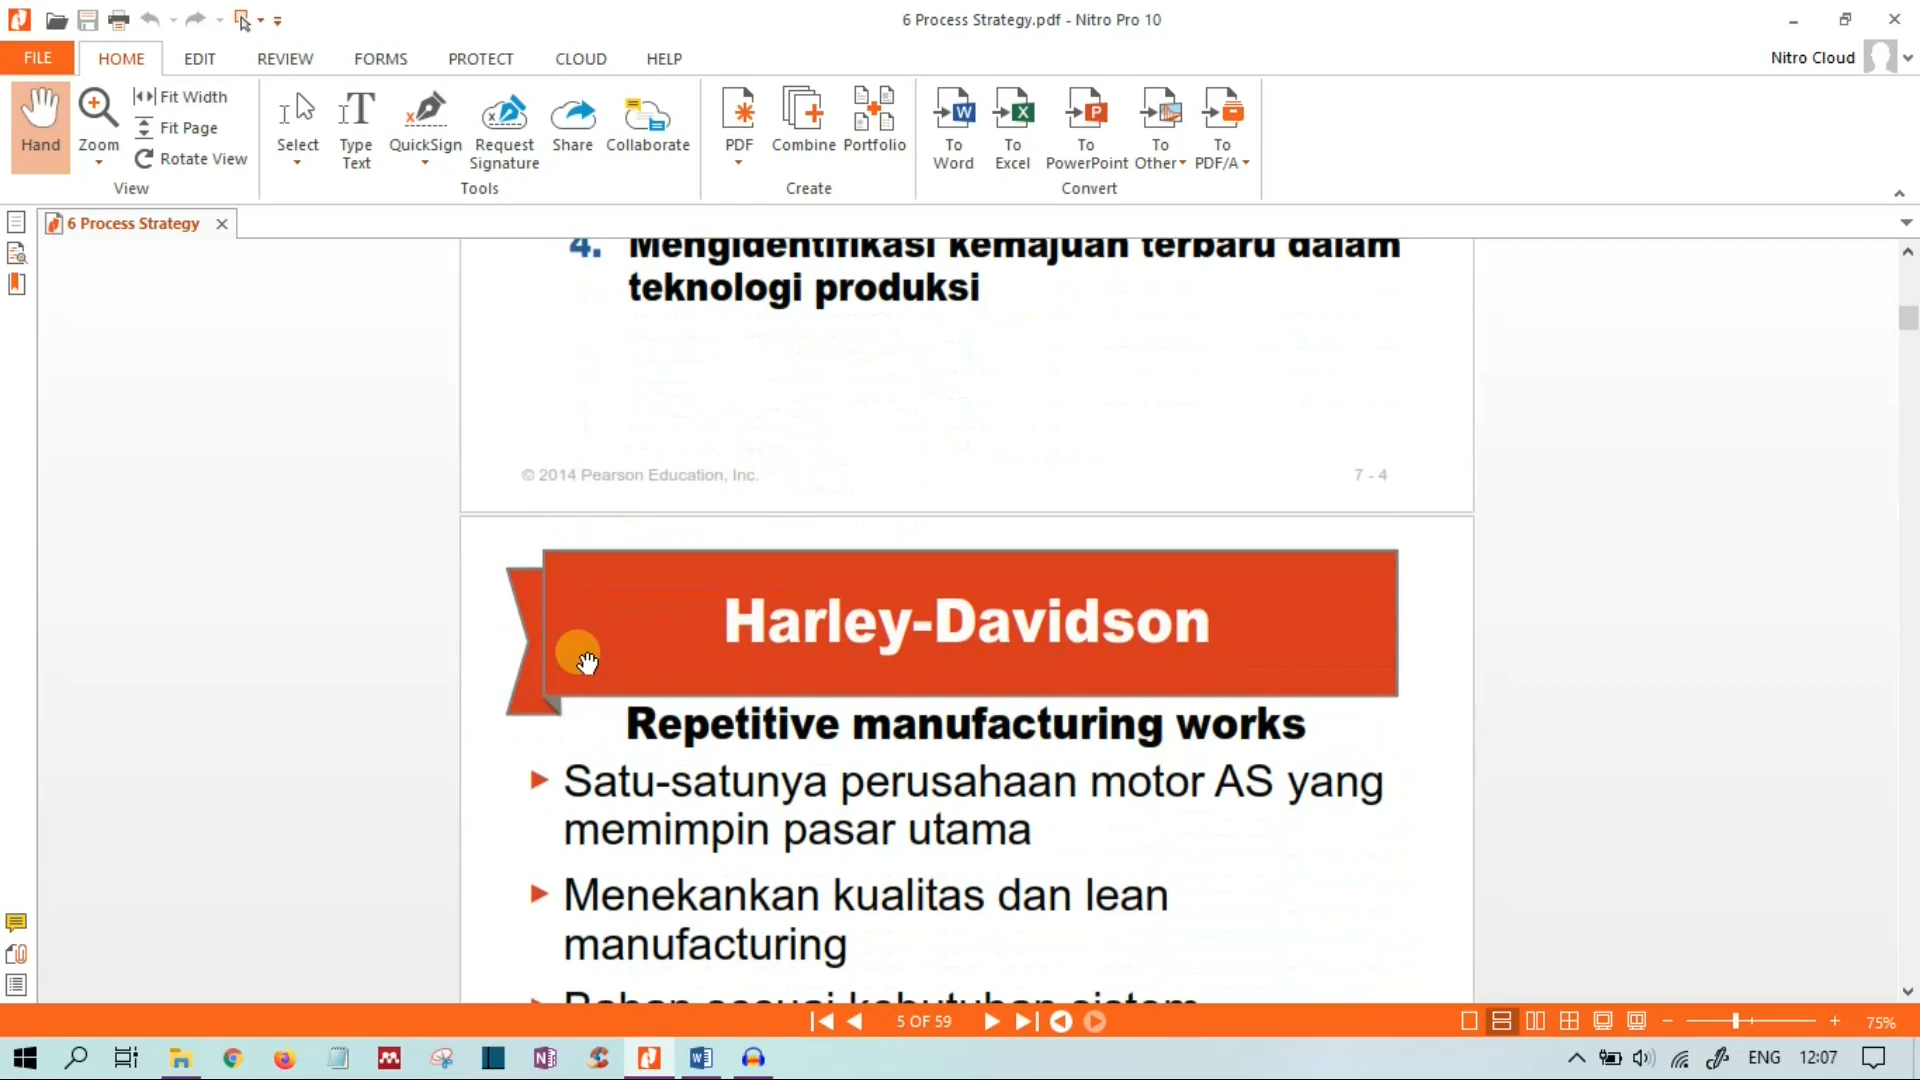 6 Process Strategy.pdf - Nitro Pro 10
FILE
HOME
EDIT
REVIEW
FORMS
PROTECT
CLOUD
HELP
Nitro Cloud
Hand
Zoom
Fit Width
Fit Page
Rotate View
View
Select
Type
Text
QuickSign
Request
Signature
Share
Collaborate
Tools
PDF
Combine
Portfolio
Create
To
Word
To
Excel
To
PowerPoint
To
Other
To
PDF/A
Convert
6 Process Strategy
4. Mengidentifikasi kemajuan terbaru dalam
teknologi produksi
© 2014 Pearson Education, Inc.
7 - 4
Harley-Davidson
Repetitive manufacturing works
Satu-satunya perusahaan motor AS yang
memimpin pasar utama
Menekankan kualitas dan lean
manufacturing
Bahan sesuai kebutuhan sistem
5 OF 59
75%
ENG
12:07